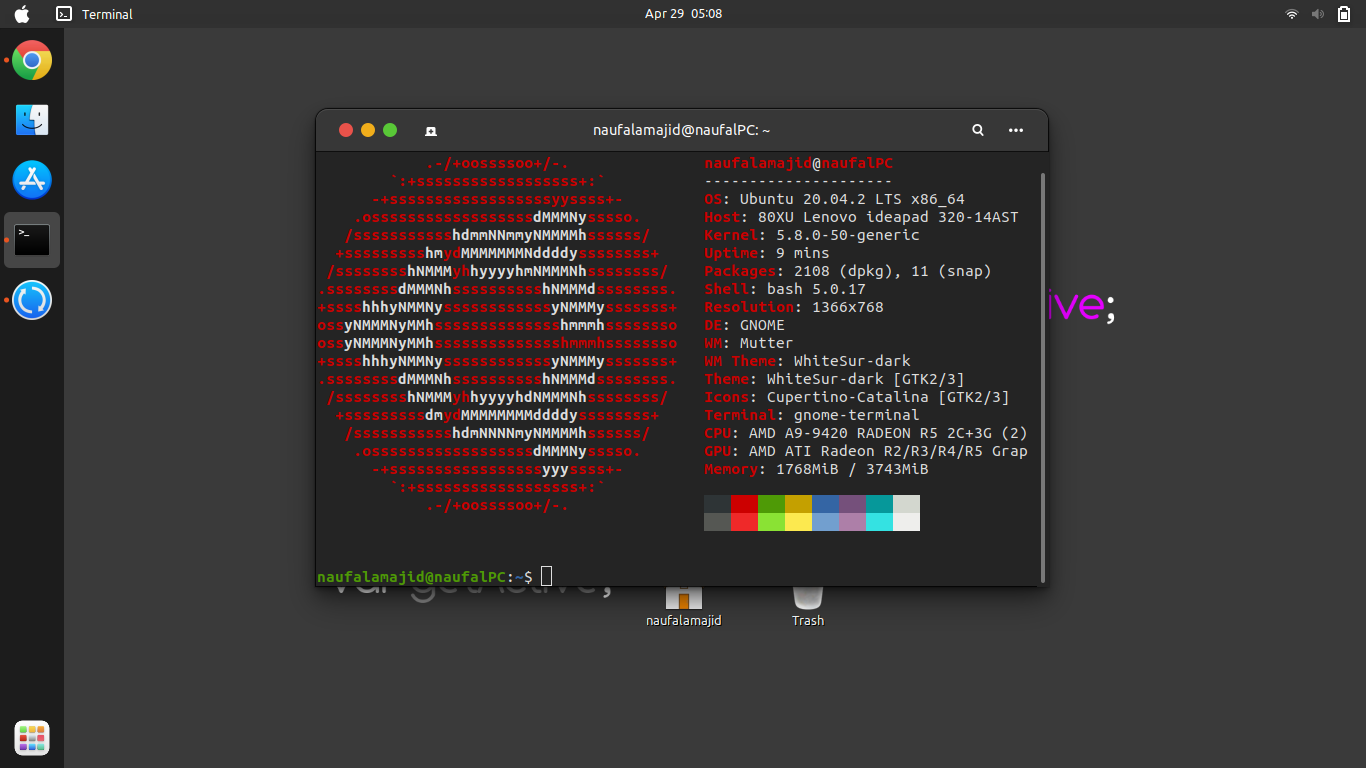 Terminal
Apr 29 05:08
naufalamajid@naufalPC: ~
.-/+oossssoo+/-.
`:+ssssssssssssssssss+:`
-+ssssssssssssssssssyyssss+-
.ossssssssssssssssssdMMMNysssso.
/ssssssssssshdmmNNmmyNMMMMhssssss/
+ssssssssshmydMMMMMMMNddddyssssssss+
/sssssssshNMMMyhhyyyyhmNMMMNhssssssss/
.ssssssssdMMMNhsssssssssshNMMMdssssssss.
+sssshhhyNMMNyssssssssssssyNMMMysssssss+
ossyNMMMNyMMhsssssssssssssshmmmhssssssso
ossyNMMMNyMMhsssssssssssssshmmmhssssssso
+sssshhhyNMMNyssssssssssssyNMMMysssssss+
.ssssssssdMMMNhsssssssssshNMMMdssssssss.
/sssssssshNMMMyhhyyyyhdNMMMNhssssssss/
+sssssssssdmydMMMMMMMMddddyssssssss+
/ssssssssssshdmNNNNmyNMMMMhssssss/
.ossssssssssssssssssdMMMNysssso.
-+sssssssssssssssssyyyssss+-
`:+ssssssssssssssssss+:`
.-/+oossssoo+/-.
naufalamajid@naufalPC
---------------------
OS: Ubuntu 20.04.2 LTS x86_64
Host: 80XU Lenovo ideapad 320-14AST
Kernel: 5.8.0-50-generic
Uptime: 9 mins
Packages: 2108 (dpkg), 11 (snap)
Shell: bash 5.0.17
Resolution: 1366x768
DE: GNOME
WM: Mutter
WM Theme: WhiteSur-dark
Theme: WhiteSur-dark [GTK2/3]
Icons: Cupertino-Catalina [GTK2/3]
Terminal: gnome-terminal
CPU: AMD A9-9420 RADEON R5 2C+3G (2)
GPU: AMD ATI Radeon R2/R3/R4/R5 Grap
Memory: 1768MiB / 3743MiB
naufalamajid@naufalPC:~$
ive;
naufalamajid
Trash